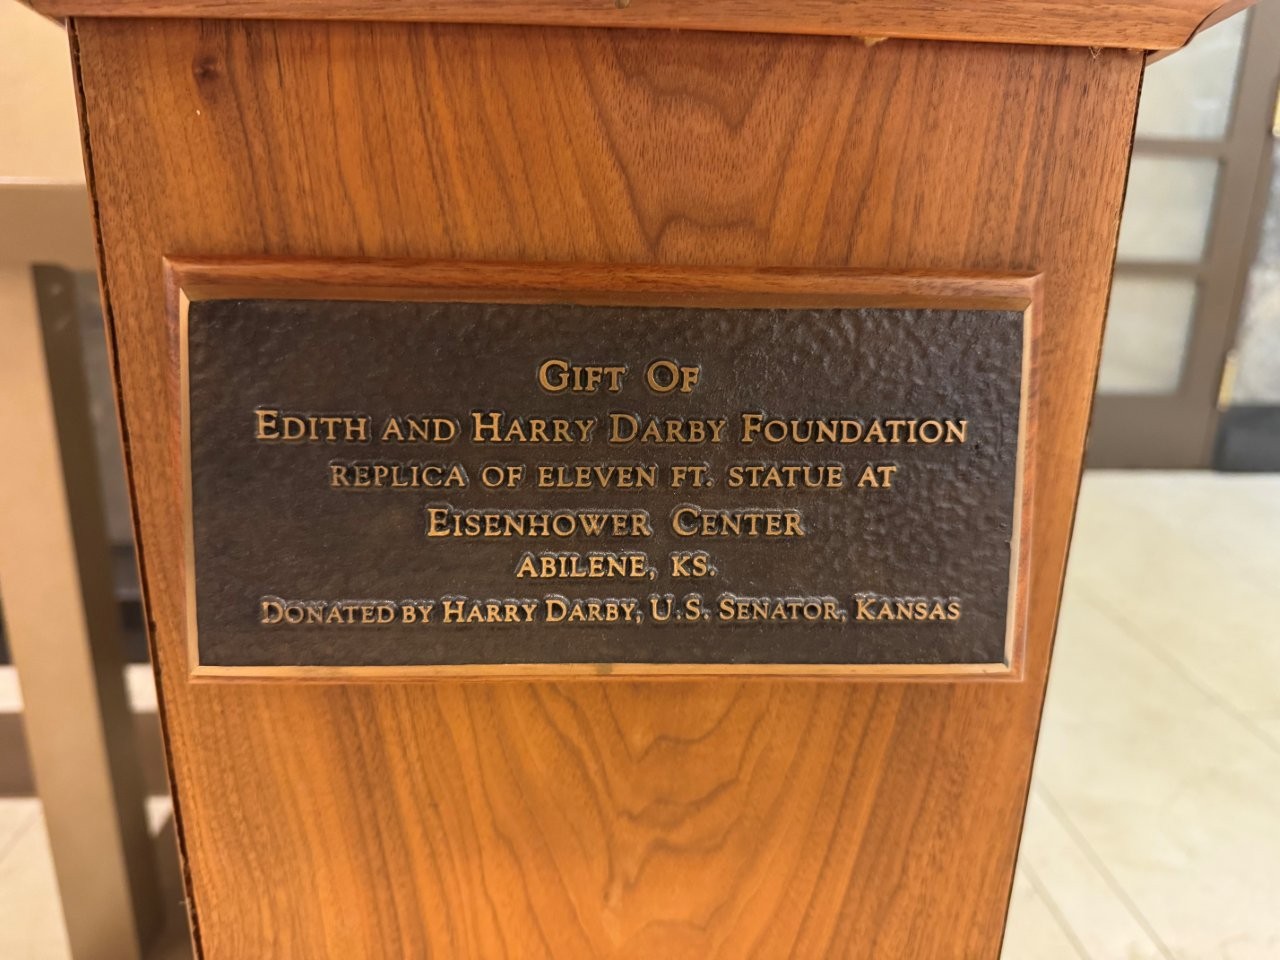 Gift Of
Edith and Harry Darby Foundation
replica of eleven ft. statue at
Eisenhower Center
Abilene, KS.
Donated by Harry Darby, U.S. Senator, Kansas